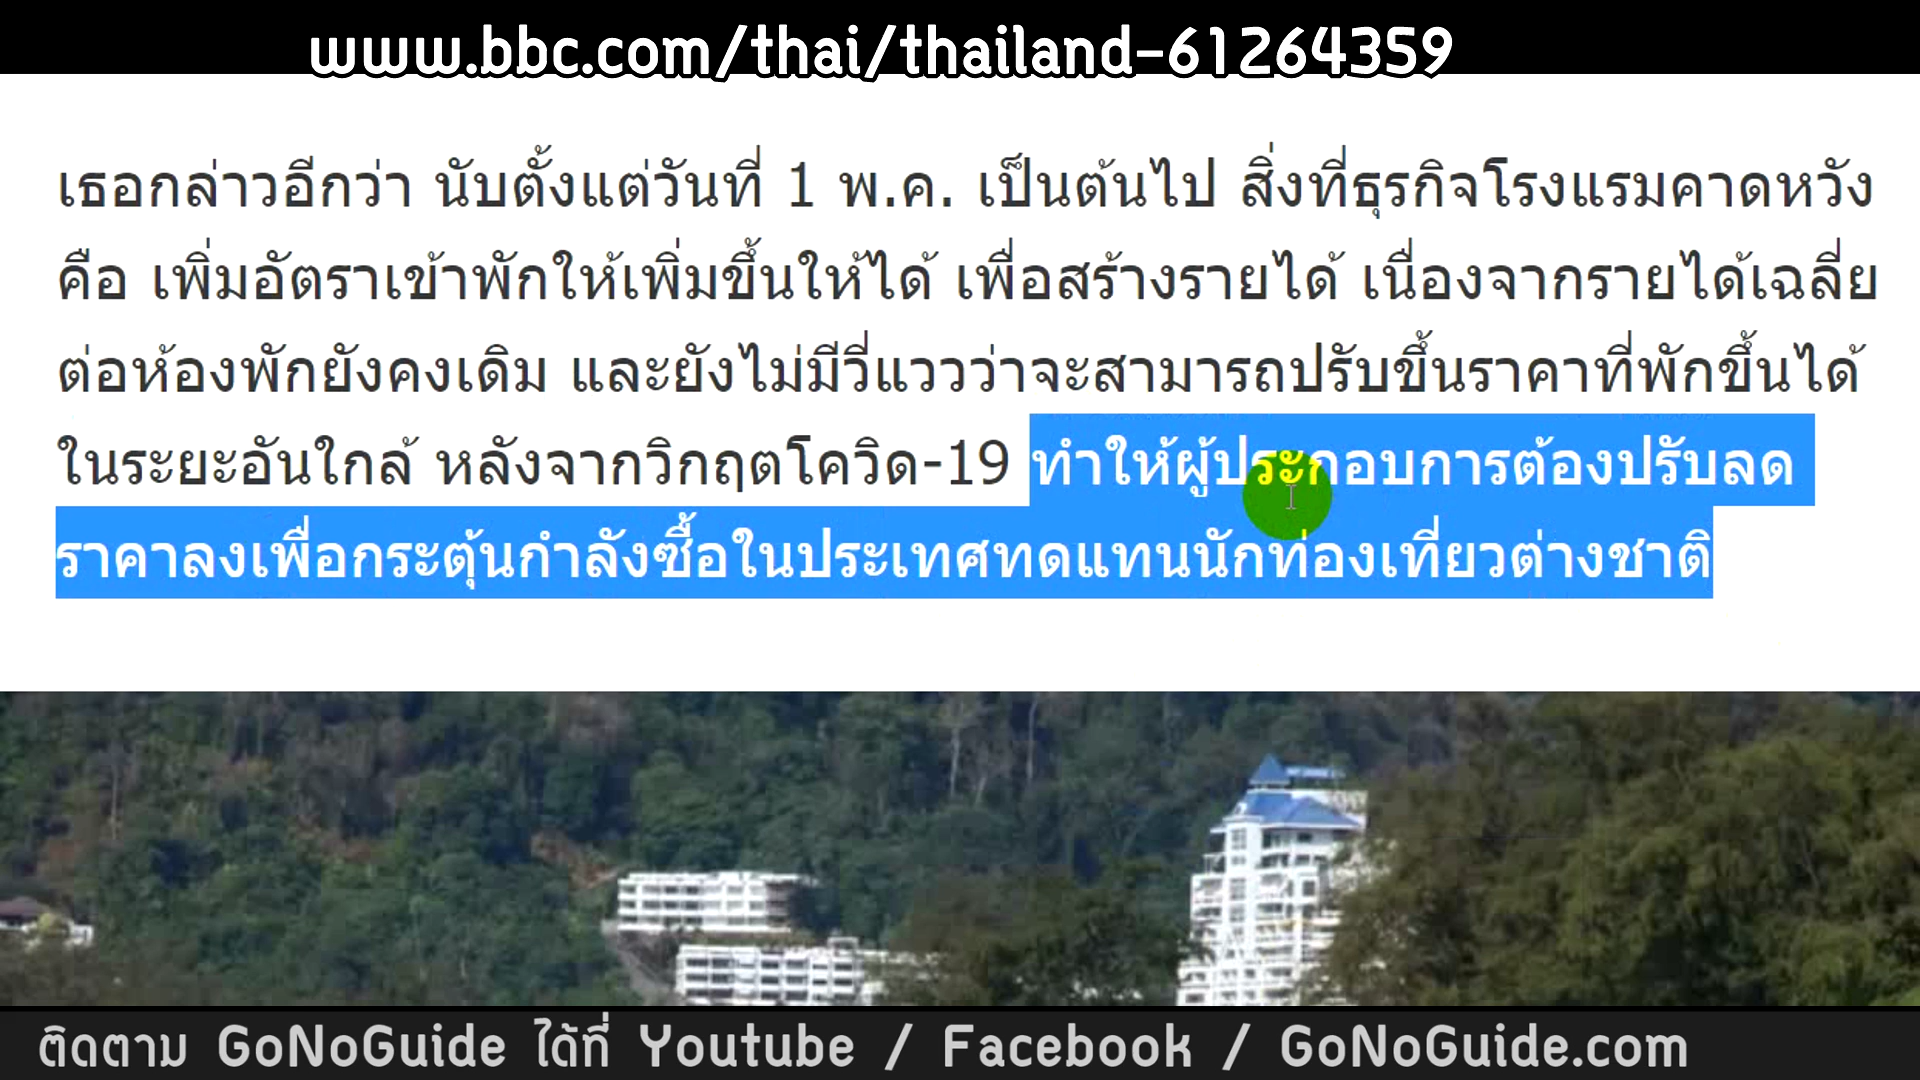 www.bbc.com/thai/thailand-61264359
เธอกล่าวอีกว่า นับตั้งแต่วันที่ 1 พ.ค. เป็นต้นไป สิ่งที่ธุรกิจโรงแรมคาดหวัง
คือ เพิ่มอัตราเข้าพักให้เพิ่มขึ้นให้ได้ เพื่อสร้างรายได้ เนื่องจากรายได้เฉลี่ย
ต่อห้องพักยังคงเดิม และยังไม่มีวี่แววว่าจะสามารถปรับขึ้นราคาที่พักขึ้นได้
ในระยะอันใกล้ หลังจากวิกฤตโควิด-19 ทำให้ผู้ประกอบการต้องปรับลด
ราคาลงเพื่อกระตุ้นกำลังซื้อในประเทศทดแทนนักท่องเที่ยวต่างชาติ
ติดตาม GoNoGuide ได้ที่ Youtube / Facebook / GoNoGuide.com